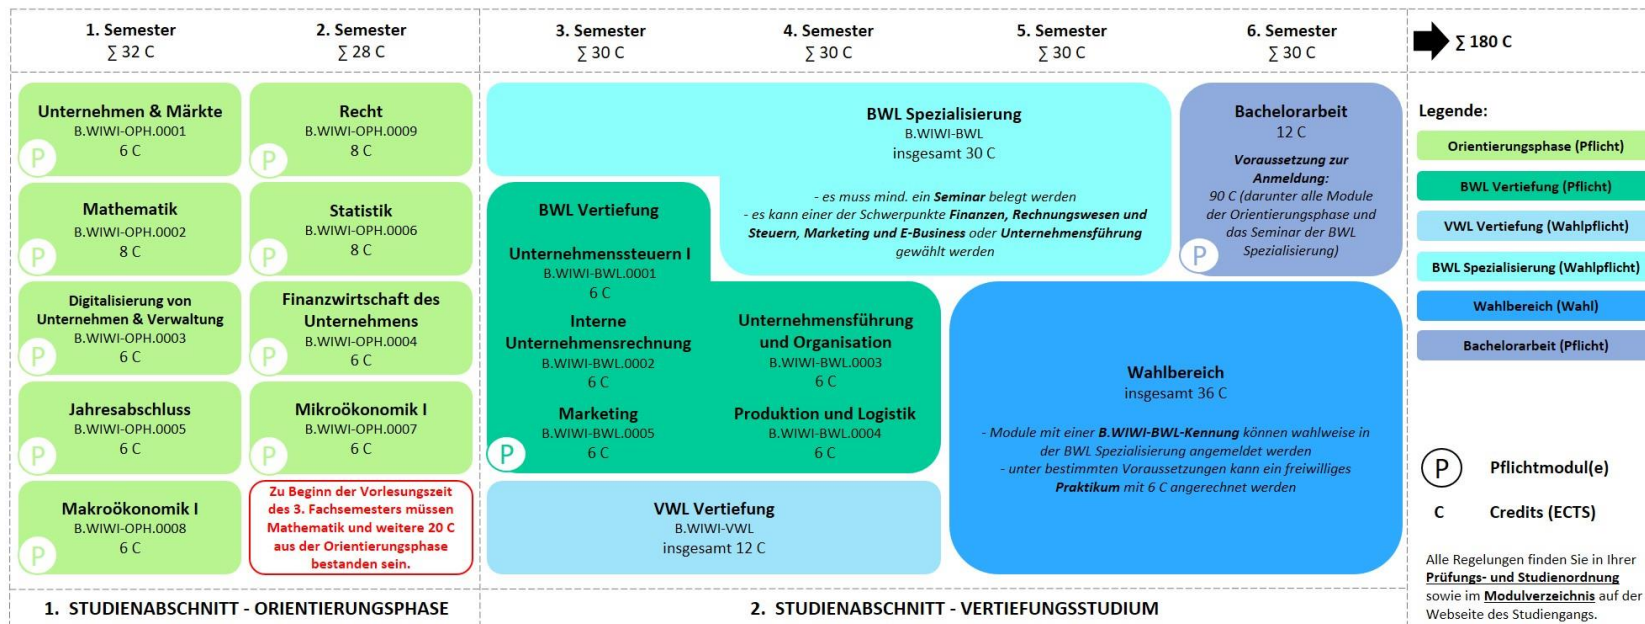 1. Semester
∑ 32 C
2. Semester
∑ 28 C
3. Semester
∑ 30 C
4. Semester
∑ 30 C
5. Semester
∑ 30 C
6. Semester
∑ 30 C
∑ 180 C
Unternehmen & Märkte
B.WIWI-OPH.0001
6 C
P
Mathematik
B.WIWI-OPH.0002
8 C
P
Digitalisierung von
Unternehmen & Verwaltung
B.WIWI-OPH.0003
6 C
P
Jahresabschluss
B.WIWI-OPH.0005
6 C
P
Makroökonomik I
B.WIWI-OPH.0008
6 C
P
Recht
B.WIWI-OPH.0009
8 C
P
Statistik
B.WIWI-OPH.0006
8 C
P
Finanzwirtschaft des
Unternehmens
B.WIWI-OPH.0004
6 C
P
Mikroökonomik I
B.WIWI-OPH.0007
6 C
P
Zu Beginn der Vorlesungszeit
des 3. Fachsemesters müssen
Mathematik und weitere 20 C
aus der Orientierungsphase
bestanden sein.
BWL Spezialisierung
B.WIWI-BWL
insgesamt 30 C
- es muss mind. ein Seminar belegt werden
- es kann einer der Schwerpunkte Finanzen, Rechnungswesen und
Steuern, Marketing und E-Business oder Unternehmensführung
gewählt werden
BWL Vertiefung
Unternehmenssteuern I
B.WIWI-BWL.0001
6 C
Interne
Unternehmensrechnung
B.WIWI-BWL.0002
6 C
Marketing
B.WIWI-BWL.0005
6 C
P
Unternehmensführung
und Organisation
B.WIWI-BWL.0003
6 C
Produktion und Logistik
B.WIWI-BWL.0004
6 C
VWL Vertiefung
B.WIWI-VWL
insgesamt 12 C
Bachelorarbeit
12 C
Voraussetzung zur
Anmeldung:
90 C (darunter alle Module
der Orientierungsphase und
das Seminar der BWL
Spezialisierung)
P
Wahlbereich
insgesamt 36 C
- Module mit einer B.WIWI-BWL-Kennung können wahlweise in
der BWL Spezialisierung angemeldet werden
- unter bestimmten Voraussetzungen kann ein freiwilliges
Praktikum mit 6 C angerechnet werden
Legende:
Orientierungsphase (Pflicht)
BWL Vertiefung (Pflicht)
VWL Vertiefung (Wahlpflicht)
BWL Spezialisierung (Wahlpflicht)
Wahlbereich (Wahl)
Bachelorarbeit (Pflicht)
P Pflichtmodul(e)
C Credits (ECTS)
Alle Regelungen finden Sie in Ihrer
Prüfungs- und Studienordnung
sowie im Modulverzeichnis auf der
Webseite des Studiengangs.
1. STUDIENABSCHNITT - ORIENTIERUNGSPHASE
2. STUDIENABSCHNITT - VERTIEFUNGSSTUDIUM